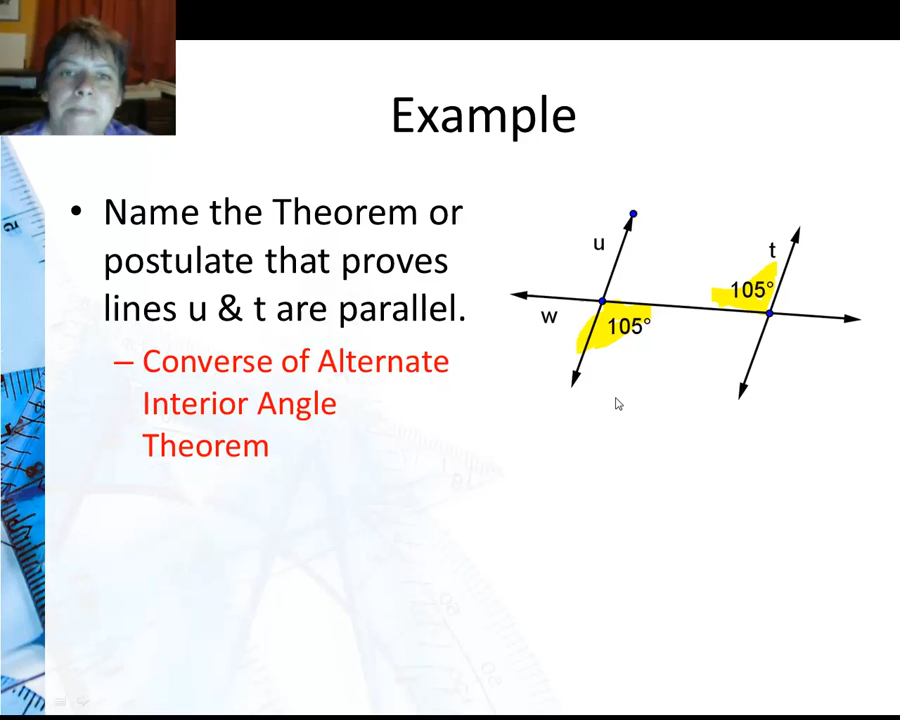 Example
• Name the Theorem or
postulate that proves
lines u & t are parallel.
– Converse of Alternate
Interior Angle
Theorem
u
t
105°
w
105°